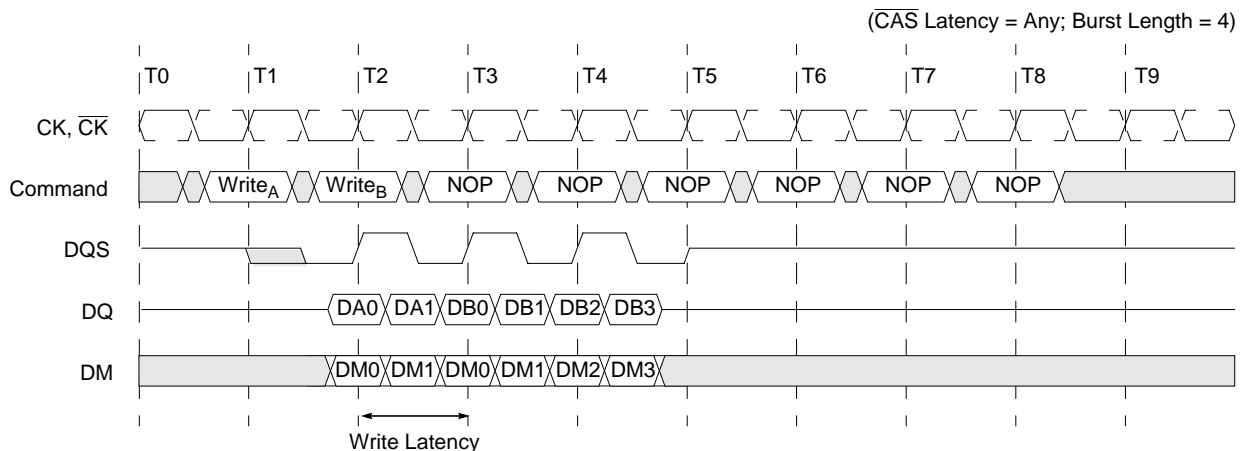 (C̅A̅S̅ Latency = Any; Burst Length = 4)
T0 T1 T2 T3 T4 T5 T6 T7 T8 T9
CK, C̅K̅
Command WriteA WriteB NOP NOP NOP NOP NOP NOP
DQS
DQ DA0 DA1 DB0 DB1 DB2 DB3
DM DM0 DM1 DM0 DM1 DM2 DM3
Write Latency